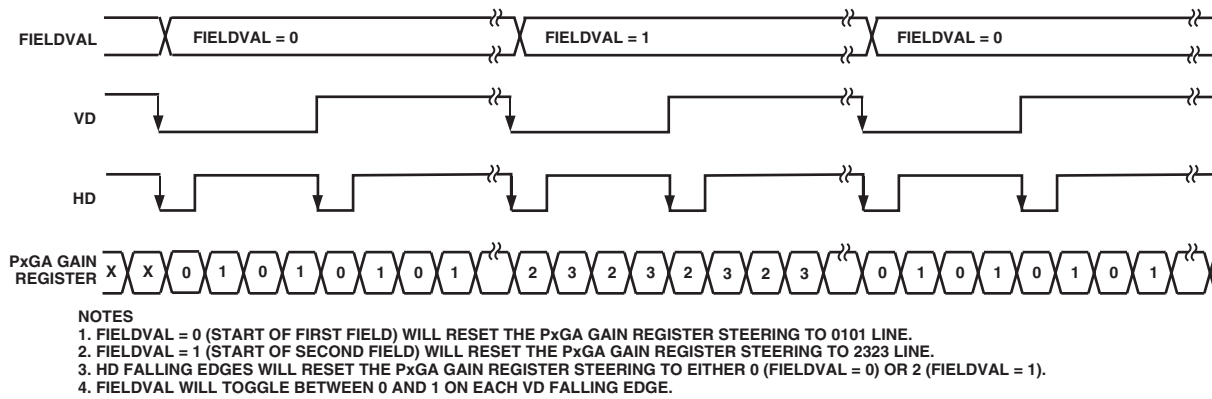 FIELDVAL FIELDVAL = 0 FIELDVAL = 1 FIELDVAL = 0
VD
HD
PxGA GAIN
REGISTER
X X 0 1 0 1 0 1 0 1 2 3 2 3 2 3 2 3 0 1 0 1 0 1 0 1
NOTES
1. FIELDVAL = 0 (START OF FIRST FIELD) WILL RESET THE PxGA GAIN REGISTER STEERING TO 0101 LINE.
2. FIELDVAL = 1 (START OF SECOND FIELD) WILL RESET THE PxGA GAIN REGISTER STEERING TO 2323 LINE.
3. HD FALLING EDGES WILL RESET THE PxGA GAIN REGISTER STEERING TO EITHER 0 (FIELDVAL = 0) OR 2 (FIELDVAL = 1).
4. FIELDVAL WILL TOGGLE BETWEEN 0 AND 1 ON EACH VD FALLING EDGE.